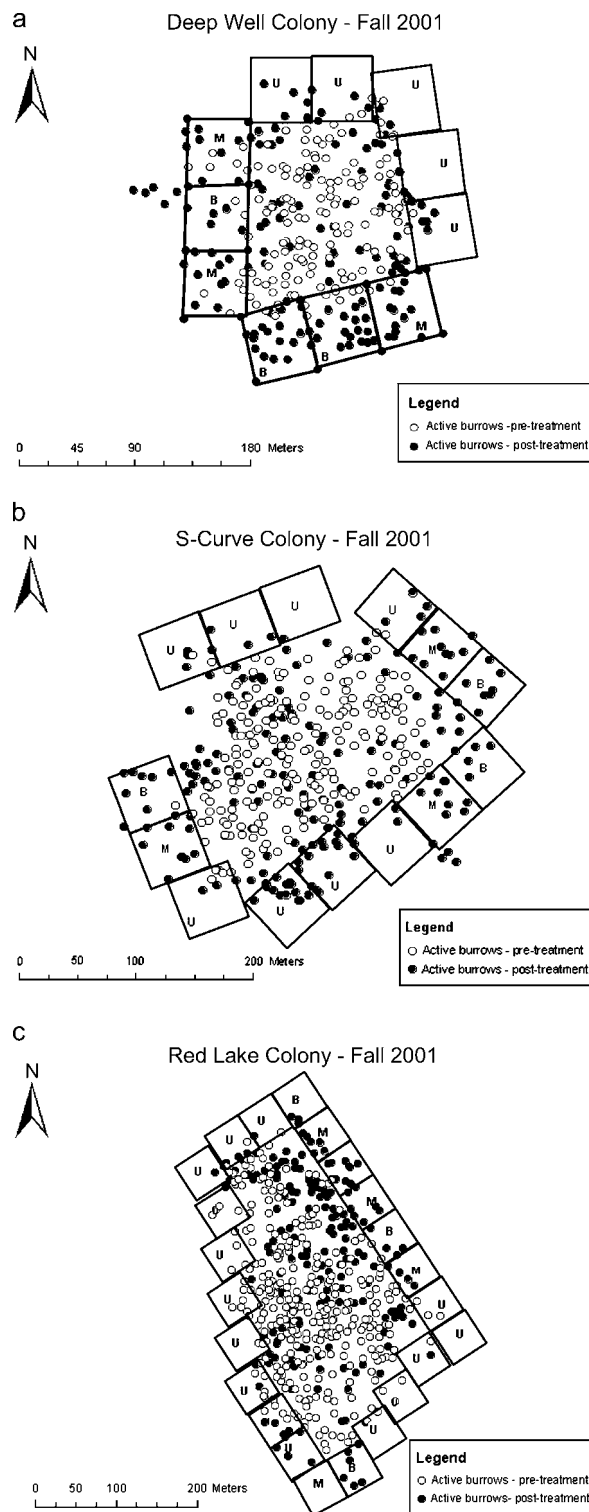 a
Deep Well Colony - Fall 2001
N
U U U
M
U
B
U
M
M
B B
Legend
Active burrows -pre-treatment
Active burrows - post-treatment
0 45 90 180 Meters
b
S-Curve Colony - Fall 2001
N
U U U U
M
B
B
B
M
M
U
U
U
U
Legend
Active burrows - pre-treatment
Active burrows - post-treatment
0 50 100 200
Meters
c
Red Lake Colony - Fall 2001
N
B
U
U M
U
M
U
B
U
M
U
U
U
U
U
U
U
U
B
M
Legend
Active burrows - pre-treatment
Active burrows - post-treatment
0 50 100 200 Meters